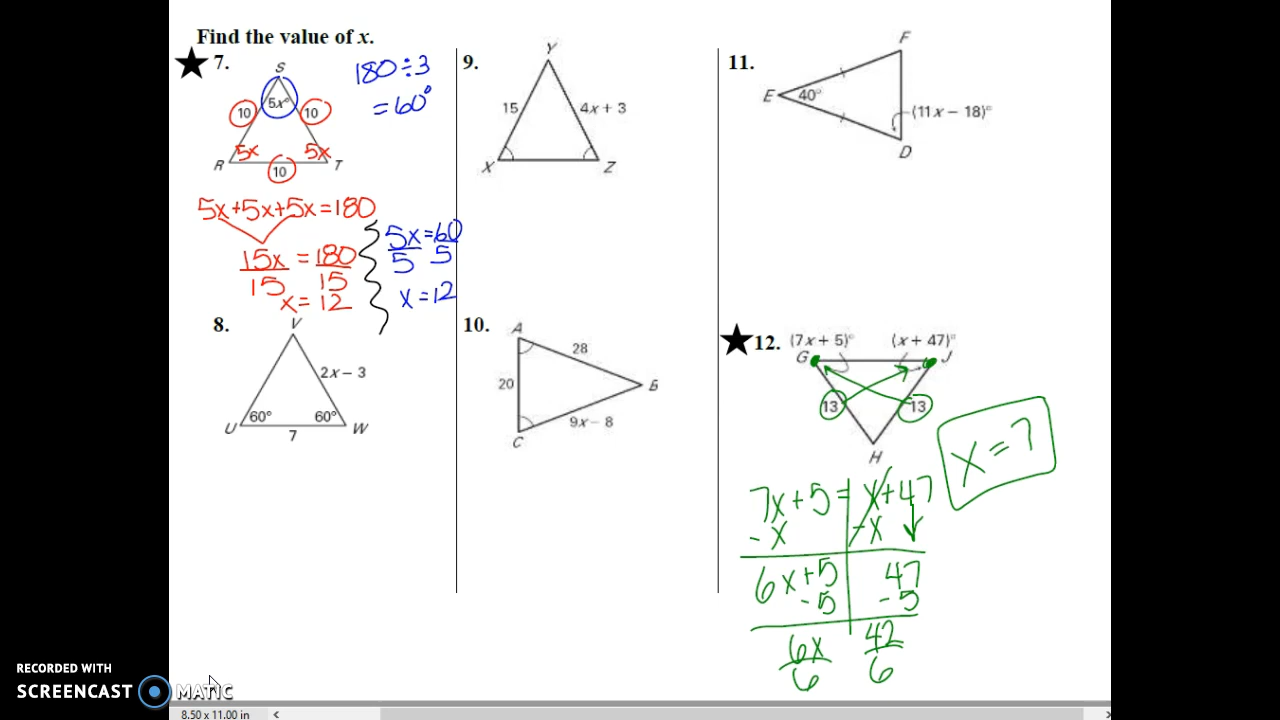 Find the value of x.
7.
S
5x°
10
10
5x
5x
R
10
T
180 ÷ 3
= 60°
5x+5x+5x=180
15x = 180
15 15
x = 12
5x = 60
5 5
x = 12
8.
V
2x − 3
60°
60°
U
7
W
9.
Y
15
4x + 3
X
Z
10.
A
28
20
B
9x − 8
C
11.
F
E
40°
(11x − 18)°
D
12.
(7x + 5)°
(x + 47)°
G
J
13
13
H
x = 7
7x + 5 = x + 47
- x - x
6x + 5 47
- 5 - 5
6x 42
6 6
RECORDED WITH
SCREENCAST MATIC
8.50 x 11.00 in